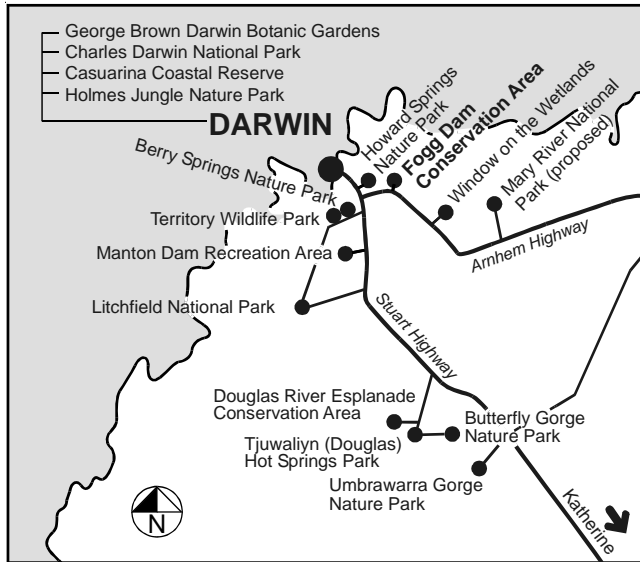 George Brown Darwin Botanic Gardens
Charles Darwin National Park
Casuarina Coastal Reserve
Holmes Jungle Nature Park
DARWIN
Howard Springs
Nature Park
Fogg Dam
Conservation Area
Window on the Wetlands
Mary River National
Park (proposed)
Berry Springs Nature Park
Territory Wildlife Park
Manton Dam Recreation Area
Arnhem Highway
Litchfield National Park
Stuart Highway
Douglas River Esplanade
Conservation Area
Butterfly Gorge
Nature Park
Tjuwaliyn (Douglas)
Hot Springs Park
Umbrawarra Gorge
Nature Park
Katherine
N